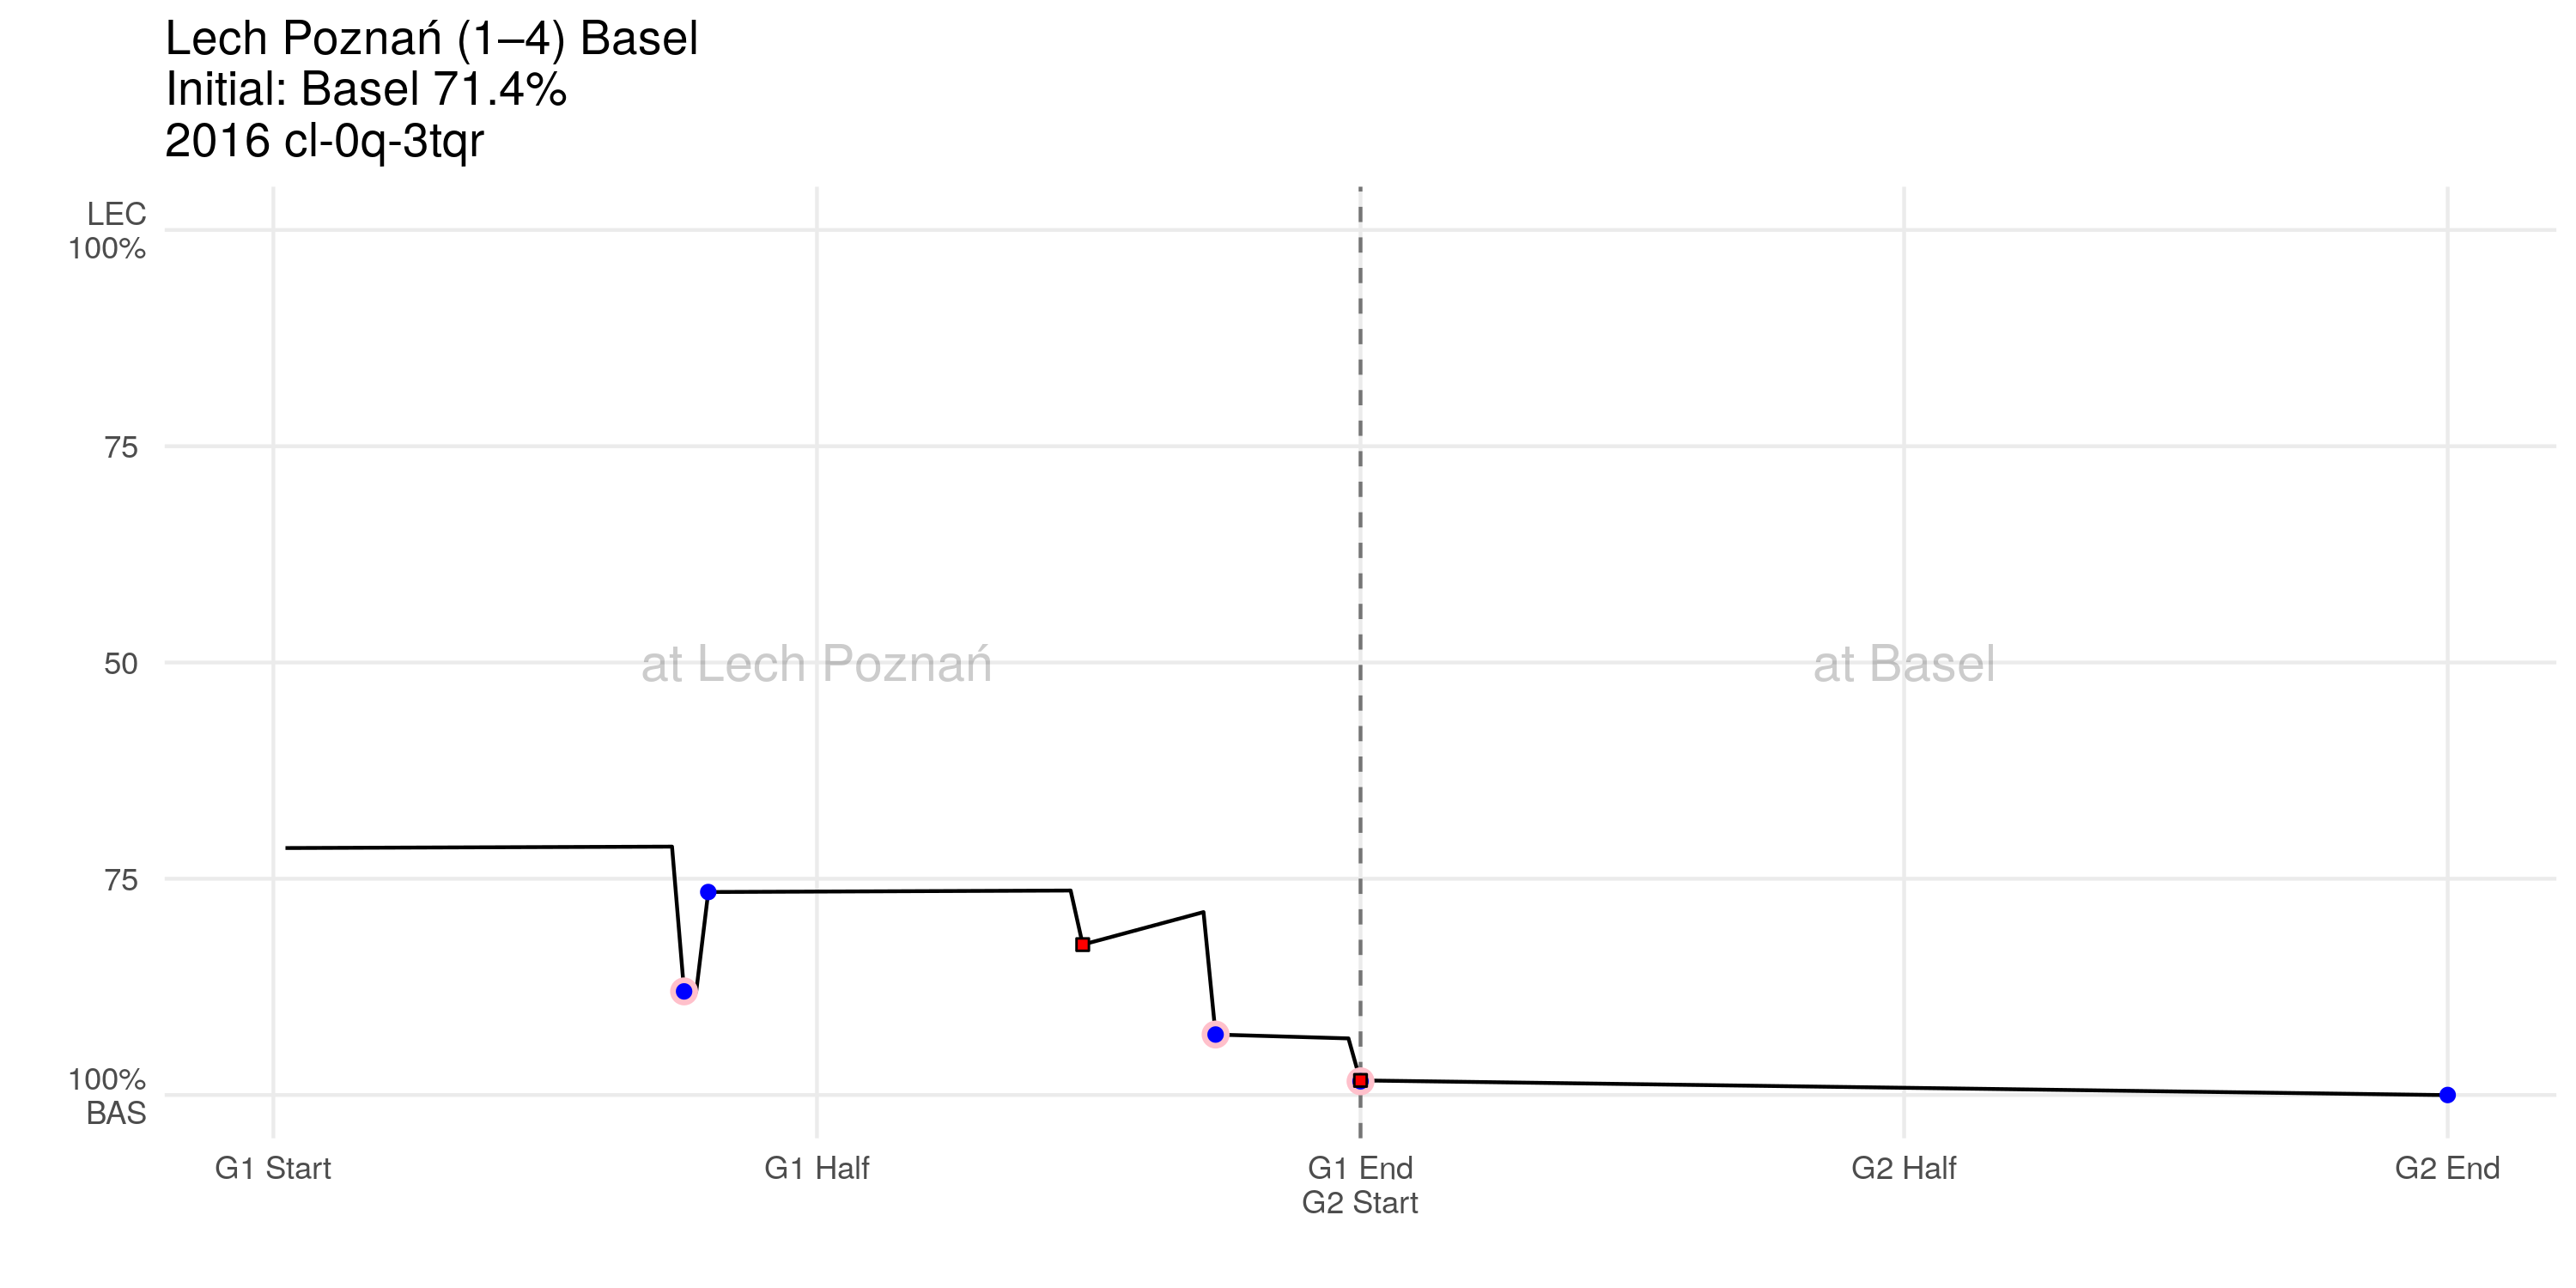 Lech Poznań (1–4) Basel
Initial: Basel 71.4%
2016 cl-0q-3tqr
LEC
100%
75
50
75
100%
BAS
at Lech Poznań
at Basel
G1 Start
G1 Half
G1 End
G2 Start
G2 Half
G2 End